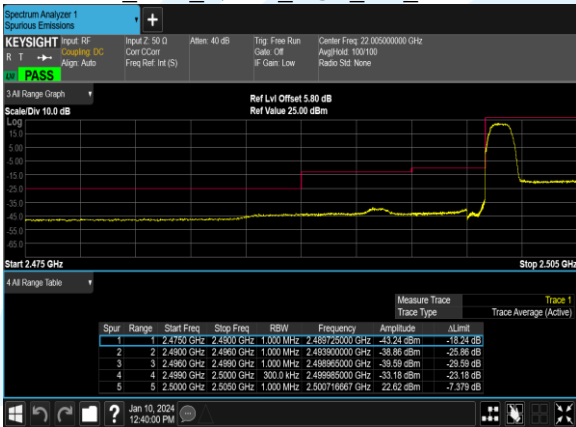 Spectrum Analyzer 1
Spurious Emissions
+
KEYSIGHT Input: RF Input Z: 50 Ω Atten: 40 dB Trig: Free Run Center Freq: 22.005000000 GHz
R T Coupling: DC Corr CCorr Gate: Off Avg|Hold: 100/100
Align: Auto Freq Ref: Int (S) IF Gain: Low Radio Std: None
PASS
3 All Range Graph
Ref Lvl Offset 5.80 dB
Scale/Div 10.0 dB Ref Value 25.00 dBm
Log
15.0
5.00
-5.00
-15.0
-25.0
-35.0
-45.0
-55.0
-65.0
Start 2.475 GHz Stop 2.505 GHz
4 All Range Table
Measure Trace Trace 1
Trace Type Trace Average (Active)
Spur Range Start Freq Stop Freq RBW Frequency Amplitude ΔLimit
1 1 2.4750 GHz 2.4900 GHz 1.000 MHz 2.489725000 GHz -43.24 dBm -18.24 dB
2 2 2.4900 GHz 2.4960 GHz 1.000 MHz 2.493900000 GHz -38.86 dBm -25.86 dB
3 3 2.4960 GHz 2.4990 GHz 1.000 MHz 2.498965000 GHz -39.59 dBm -29.59 dB
4 4 2.4990 GHz 2.5000 GHz 300.0 kHz 2.499985000 GHz -33.18 dBm -23.18 dB
5 5 2.5000 GHz 2.5050 GHz 1.000 MHz 2.500716667 GHz 22.62 dBm -7.379 dB
? Jan 10, 2024
12:40:00 PM